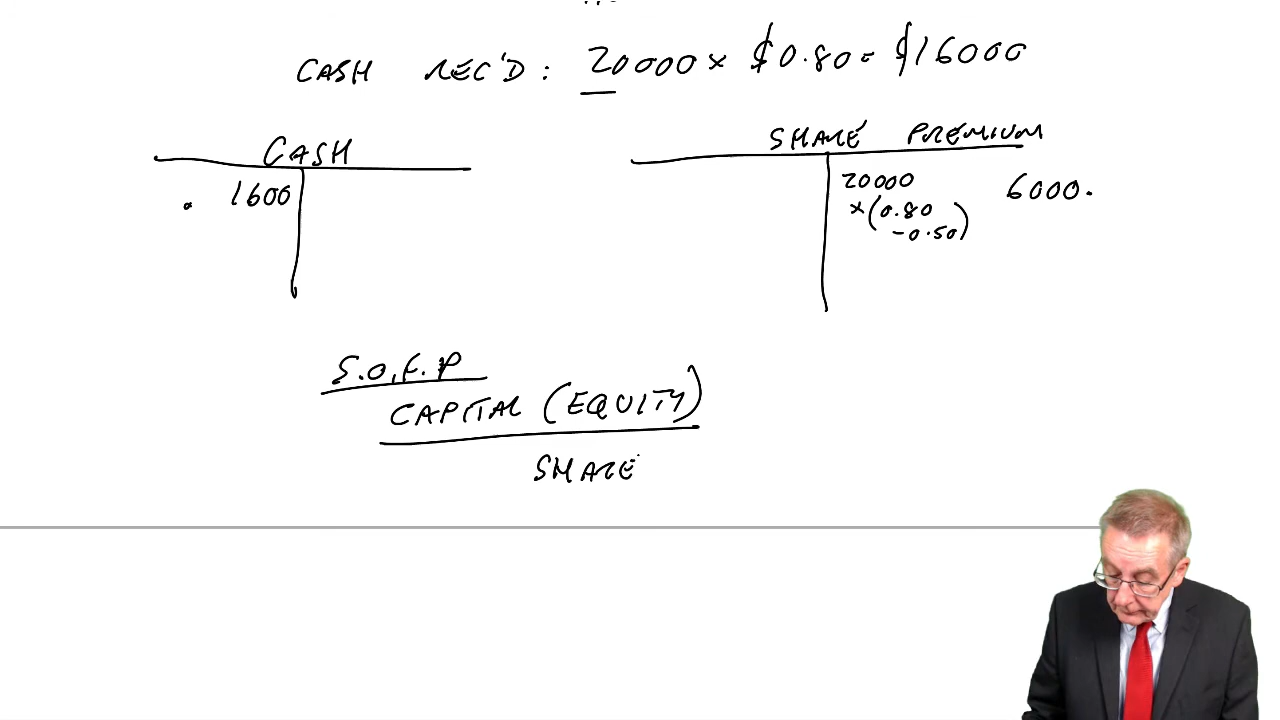 CASH REC'D: 20000 × $0.80 = $16000
CASH
SHARE PREMIUM
1600
20000
×(0.80
-0.50)
6000.
S.O.F.P
CAPITAL (EQUITY)
SHARE